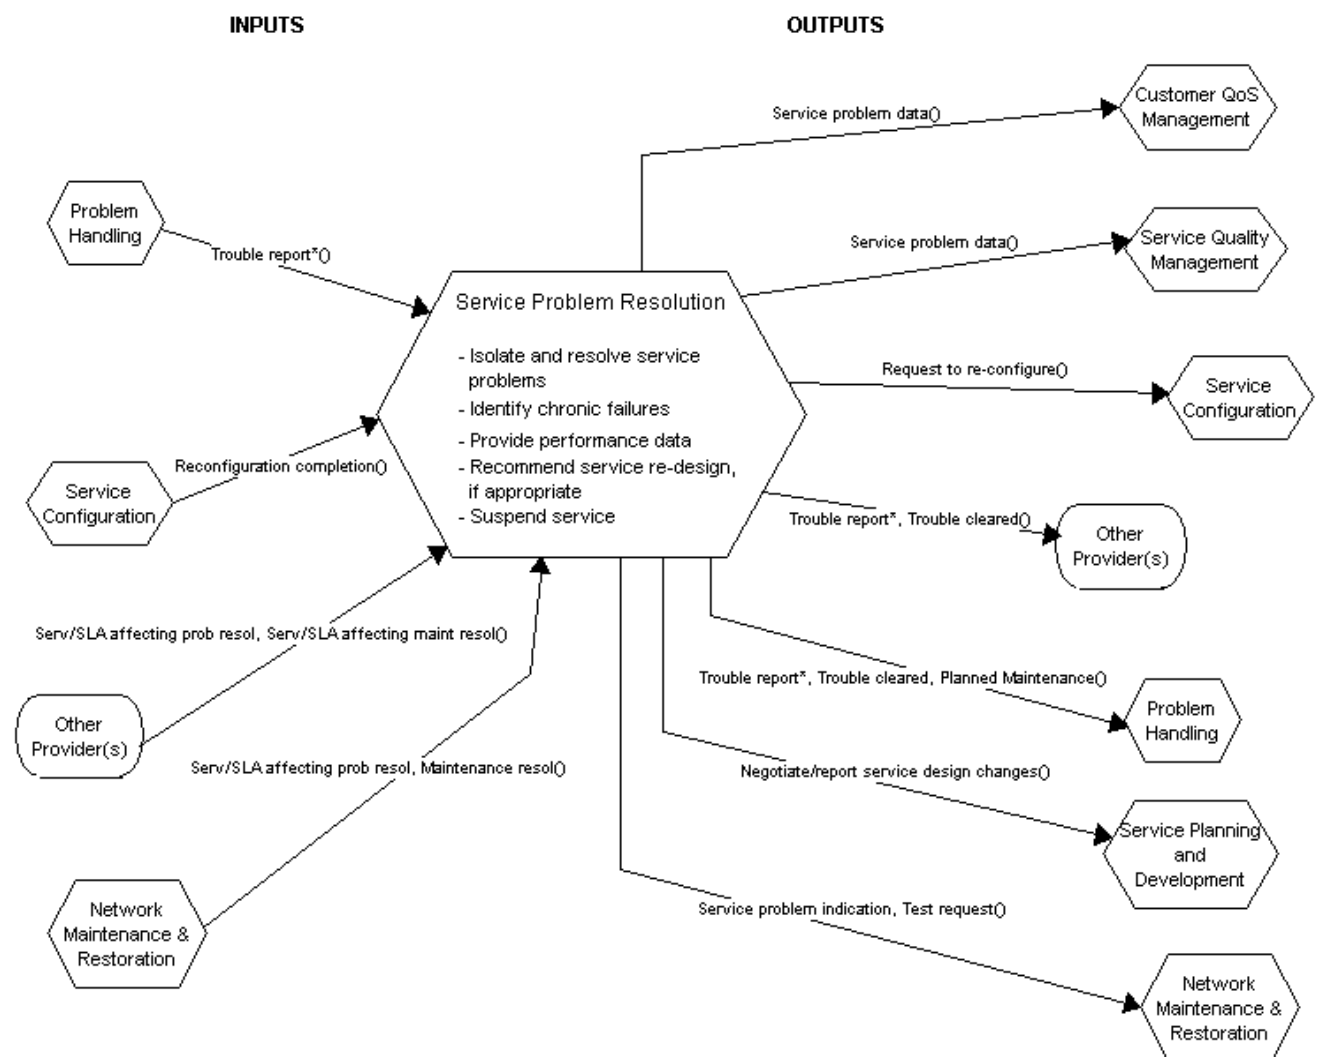 INPUTS
OUTPUTS
Customer QoS
Management
Service problem data()
Problem
Handling
Trouble report*()
Service Quality
Management
Service problem data()
Service Problem Resolution
- Isolate and resolve service
problems
- Identify chronic failures
- Provide performance data
- Recommend service re-design,
if appropriate
- Suspend service
Request to re-configure()
Service
Configuration
Reconfiguration completion()
Service
Configuration
Trouble report*, Trouble cleared()
Other
Provider(s)
Serv/SLA affecting prob resol, Serv/SLA affecting maint resol()
Other
Provider(s)
Trouble report*, Trouble cleared, Planned Maintenance()
Problem
Handling
Serv/SLA affecting prob resol, Maintenance resol()
Negotiate/report service design changes()
Service Planning
and
Development
Network
Maintenance &
Restoration
Service problem indication, Test request()
Network
Maintenance &
Restoration